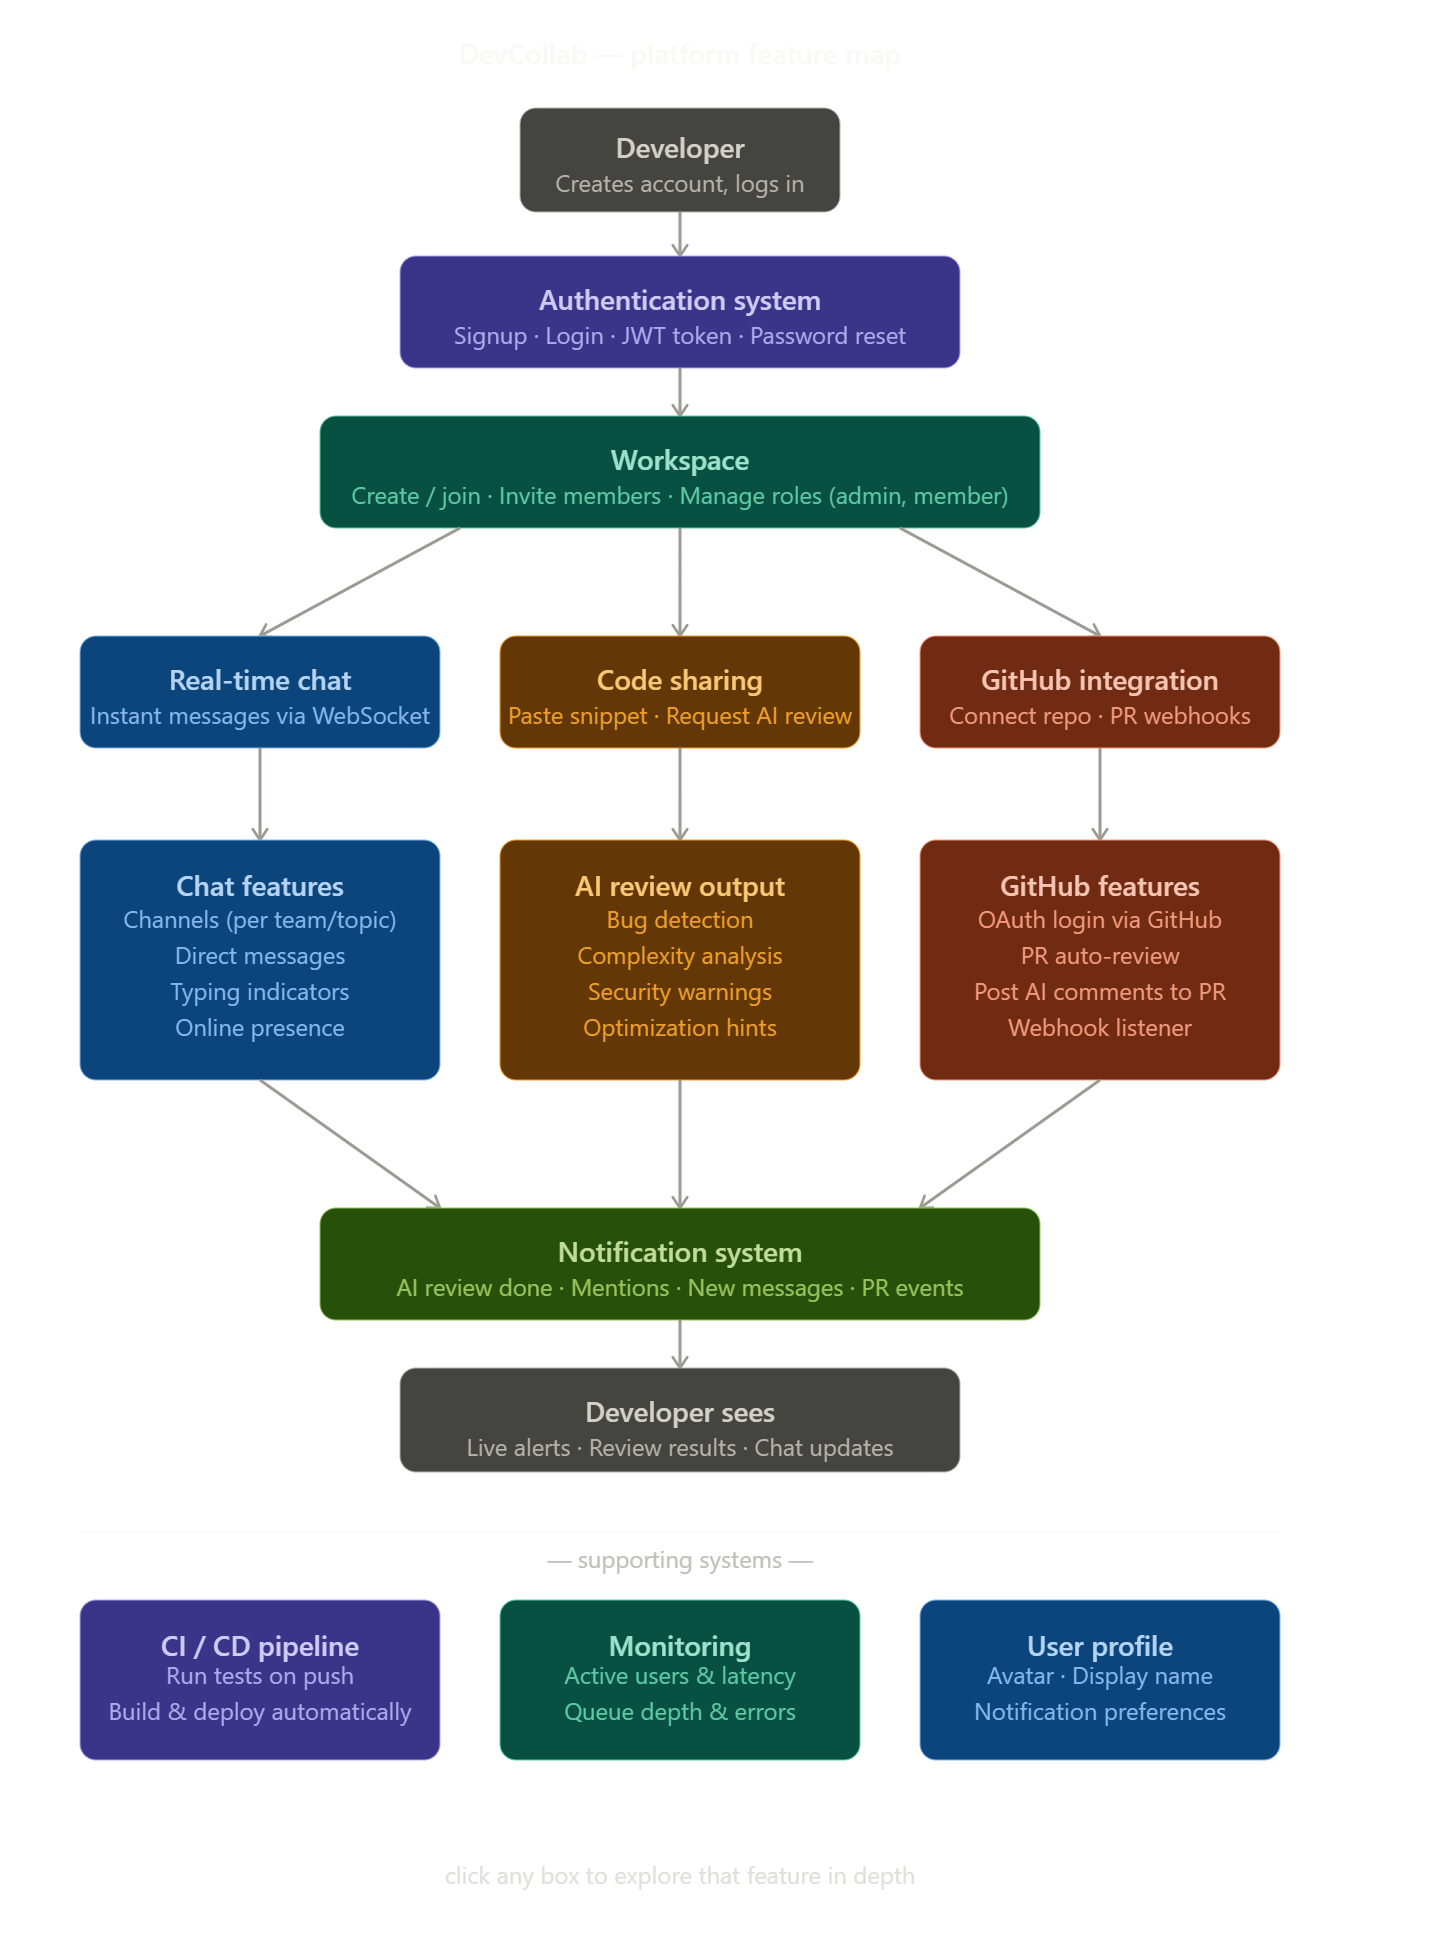 DevCollab — platform feature map
Developer
Creates account, logs in
Authentication system
Signup · Login · JWT token · Password reset
Workspace
Create / join · Invite members · Manage roles (admin, member)
Real-time chat
Instant messages via WebSocket
Code sharing
Paste snippet · Request AI review
GitHub integration
Connect repo · PR webhooks
Chat features
Channels (per team/topic)
Direct messages
Typing indicators
Online presence
AI review output
Bug detection
Complexity analysis
Security warnings
Optimization hints
GitHub features
OAuth login via GitHub
PR auto-review
Post AI comments to PR
Webhook listener
Notification system
AI review done · Mentions · New messages · PR events
Developer sees
Live alerts · Review results · Chat updates
— supporting systems —
CI / CD pipeline
Run tests on push
Build & deploy automatically
Monitoring
Active users & latency
Queue depth & errors
User profile
Avatar · Display name
Notification preferences
click any box to explore that feature in depth